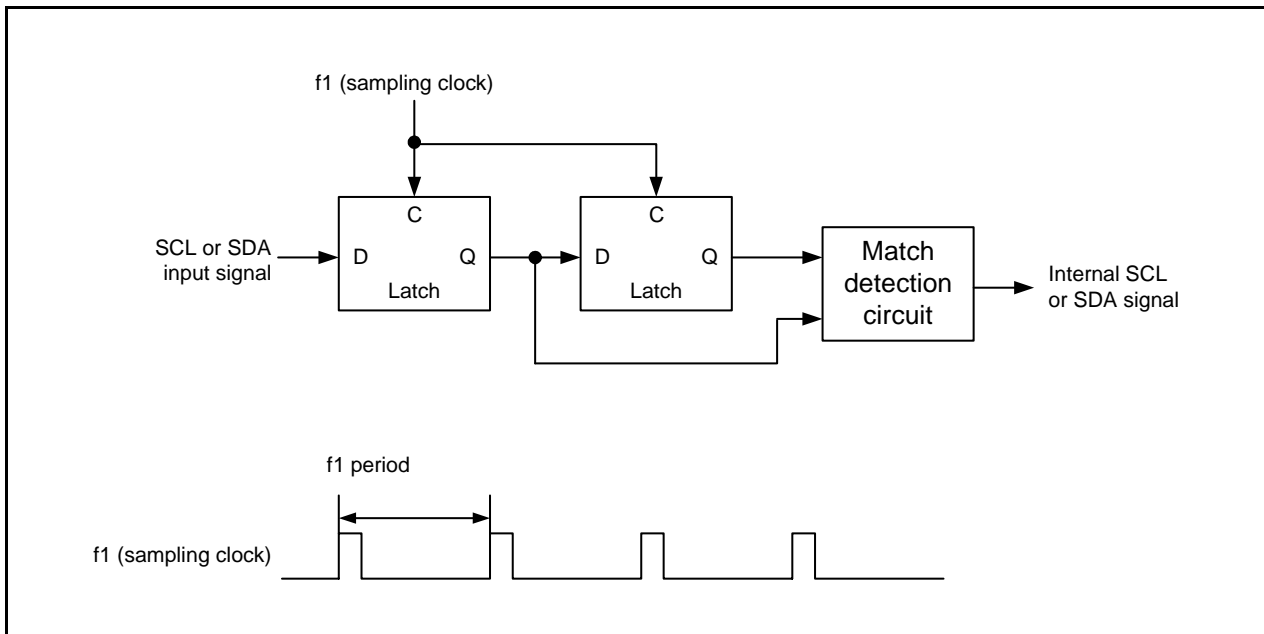 f1 (sampling clock)
C
C
SCL or SDA
input signal
D
Q
Latch
D
Q
Latch
Match
detection
circuit
Internal SCL
or SDA signal
f1 period
f1 (sampling clock)